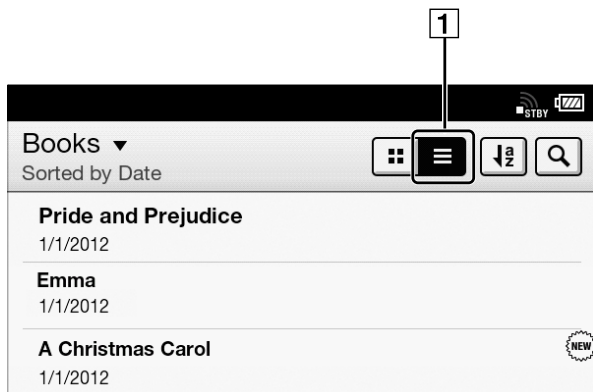 1
STBY
Books
Sorted by Date
a
z
Pride and Prejudice
1/1/2012
Emma
1/1/2012
A Christmas Carol
NEW
1/1/2012